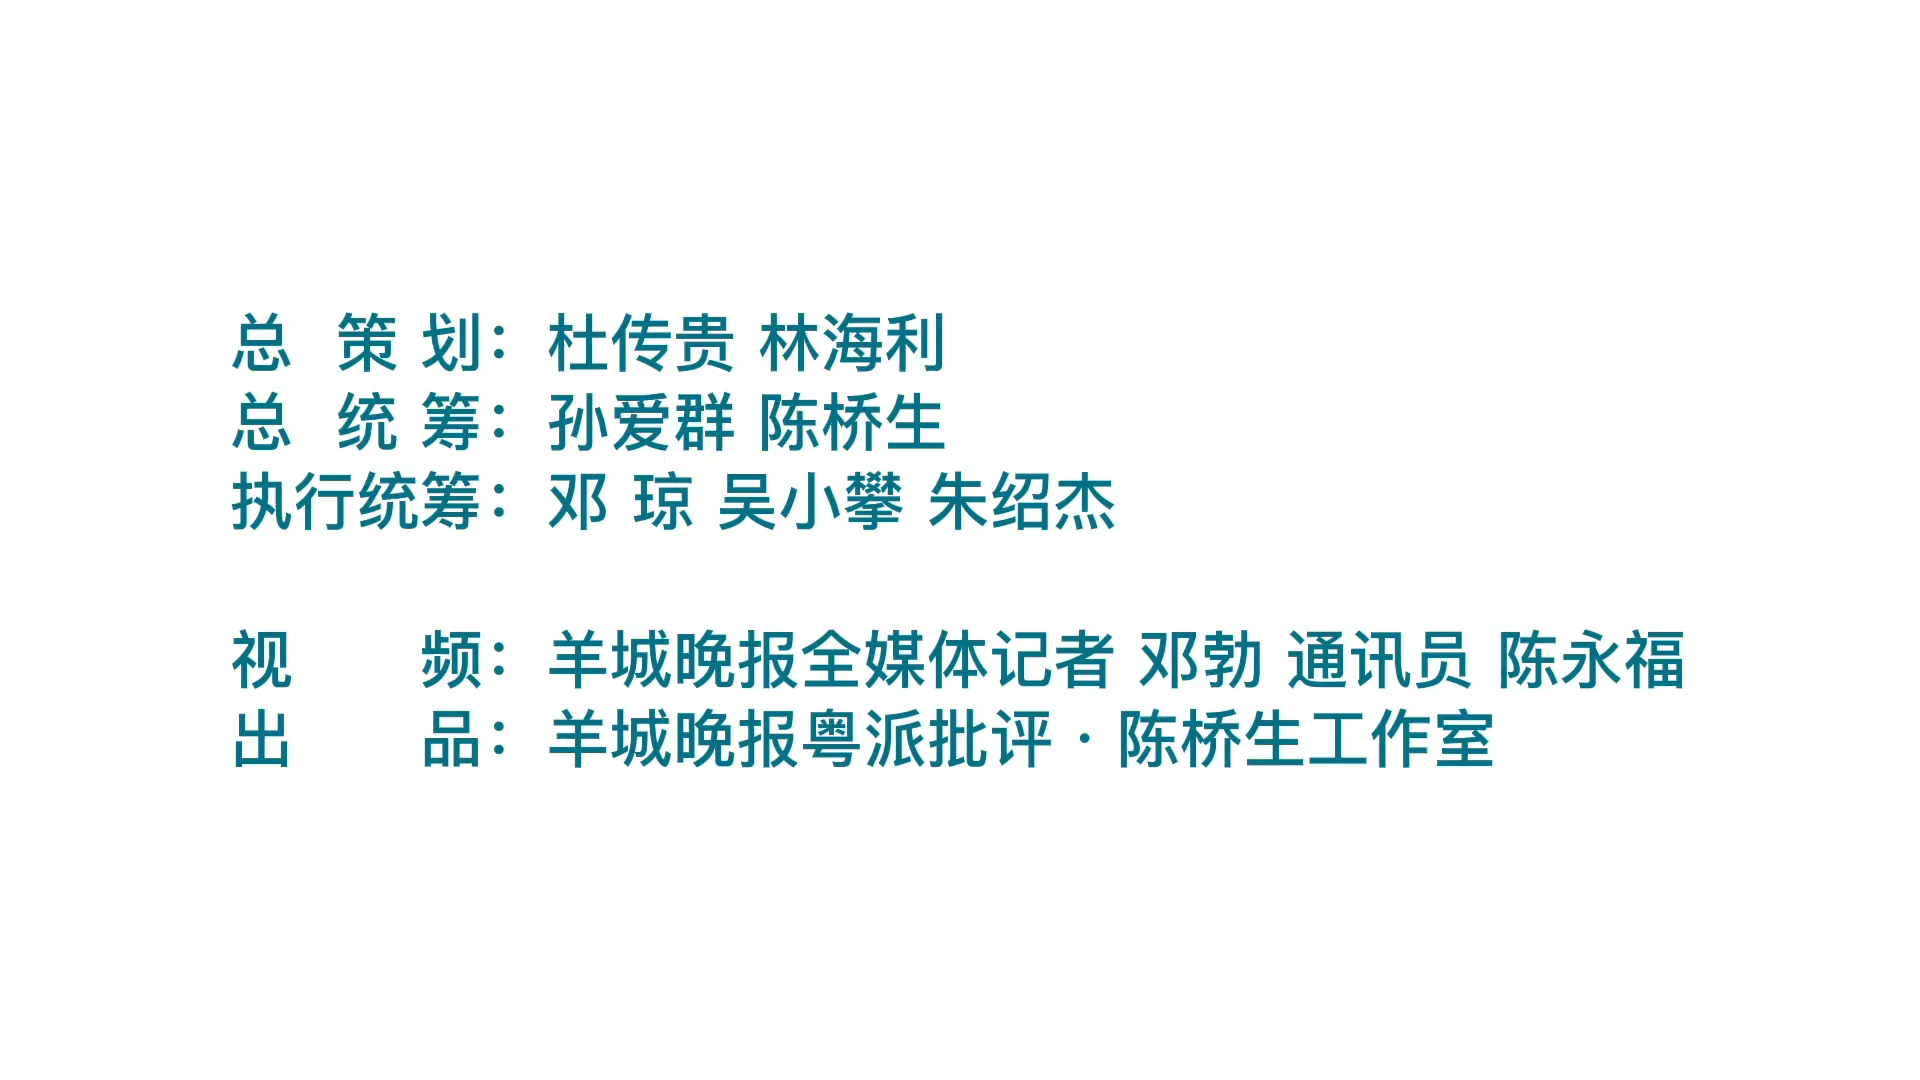 总 策 划：杜传贵 林海利
总 统 筹：孙爱群 陈桥生
执行统筹：邓 琼 吴小攀 朱绍杰
视 频：羊城晚报全媒体记者 邓勃 通讯员 陈永福
出 品：羊城晚报粤派批评·陈桥生工作室